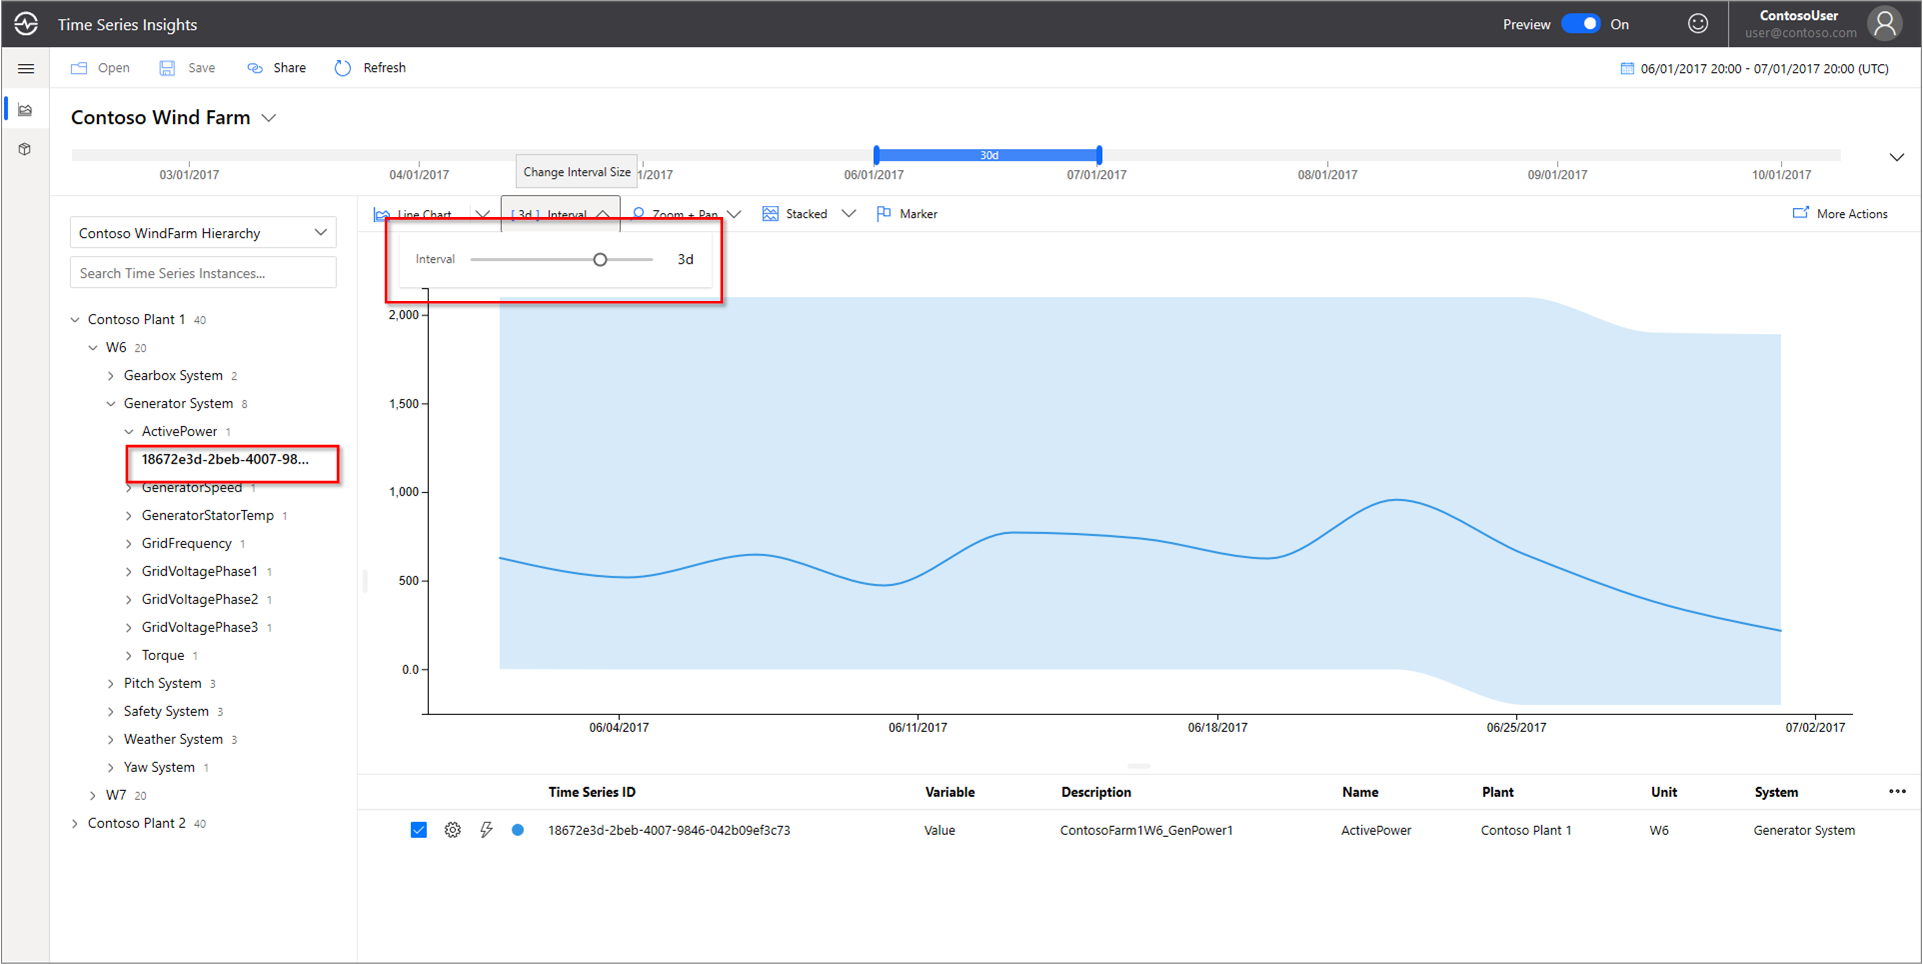 Time Series Insights
Preview On
ContosoUser
user@contoso.com
Open Save Share Refresh
06/01/2017 20:00 - 07/01/2017 20:00 (UTC)
Contoso Wind Farm
30d
03/01/2017 04/01/2017 1/2017 06/01/2017 07/01/2017 08/01/2017 09/01/2017 10/01/2017
Change Interval Size
Line Chart [3d] Interval Zoom + Pan Stacked Marker More Actions
Contoso WindFarm Hierarchy
Search Time Series Instances...
Interval 3d
Contoso Plant 1 40
W6 20
Gearbox System 2
Generator System 8
ActivePower 1
18672e3d-2beb-4007-98...
GeneratorSpeed 1
GeneratorStatorTemp 1
GridFrequency 1
GridVoltagePhase1 1
GridVoltagePhase2 1
GridVoltagePhase3 1
Torque 1
Pitch System 3
Safety System 3
Weather System 3
Yaw System 1
W7 20
Contoso Plant 2 40
2,000
1,500
1,000
500
0.0
06/04/2017 06/11/2017 06/18/2017 06/25/2017 07/02/2017
Time Series ID Variable Description Name Plant Unit System
18672e3d-2beb-4007-9846-042b09ef3c73 Value ContosoFarm1W6_GenPower1 ActivePower Contoso Plant 1 W6 Generator System